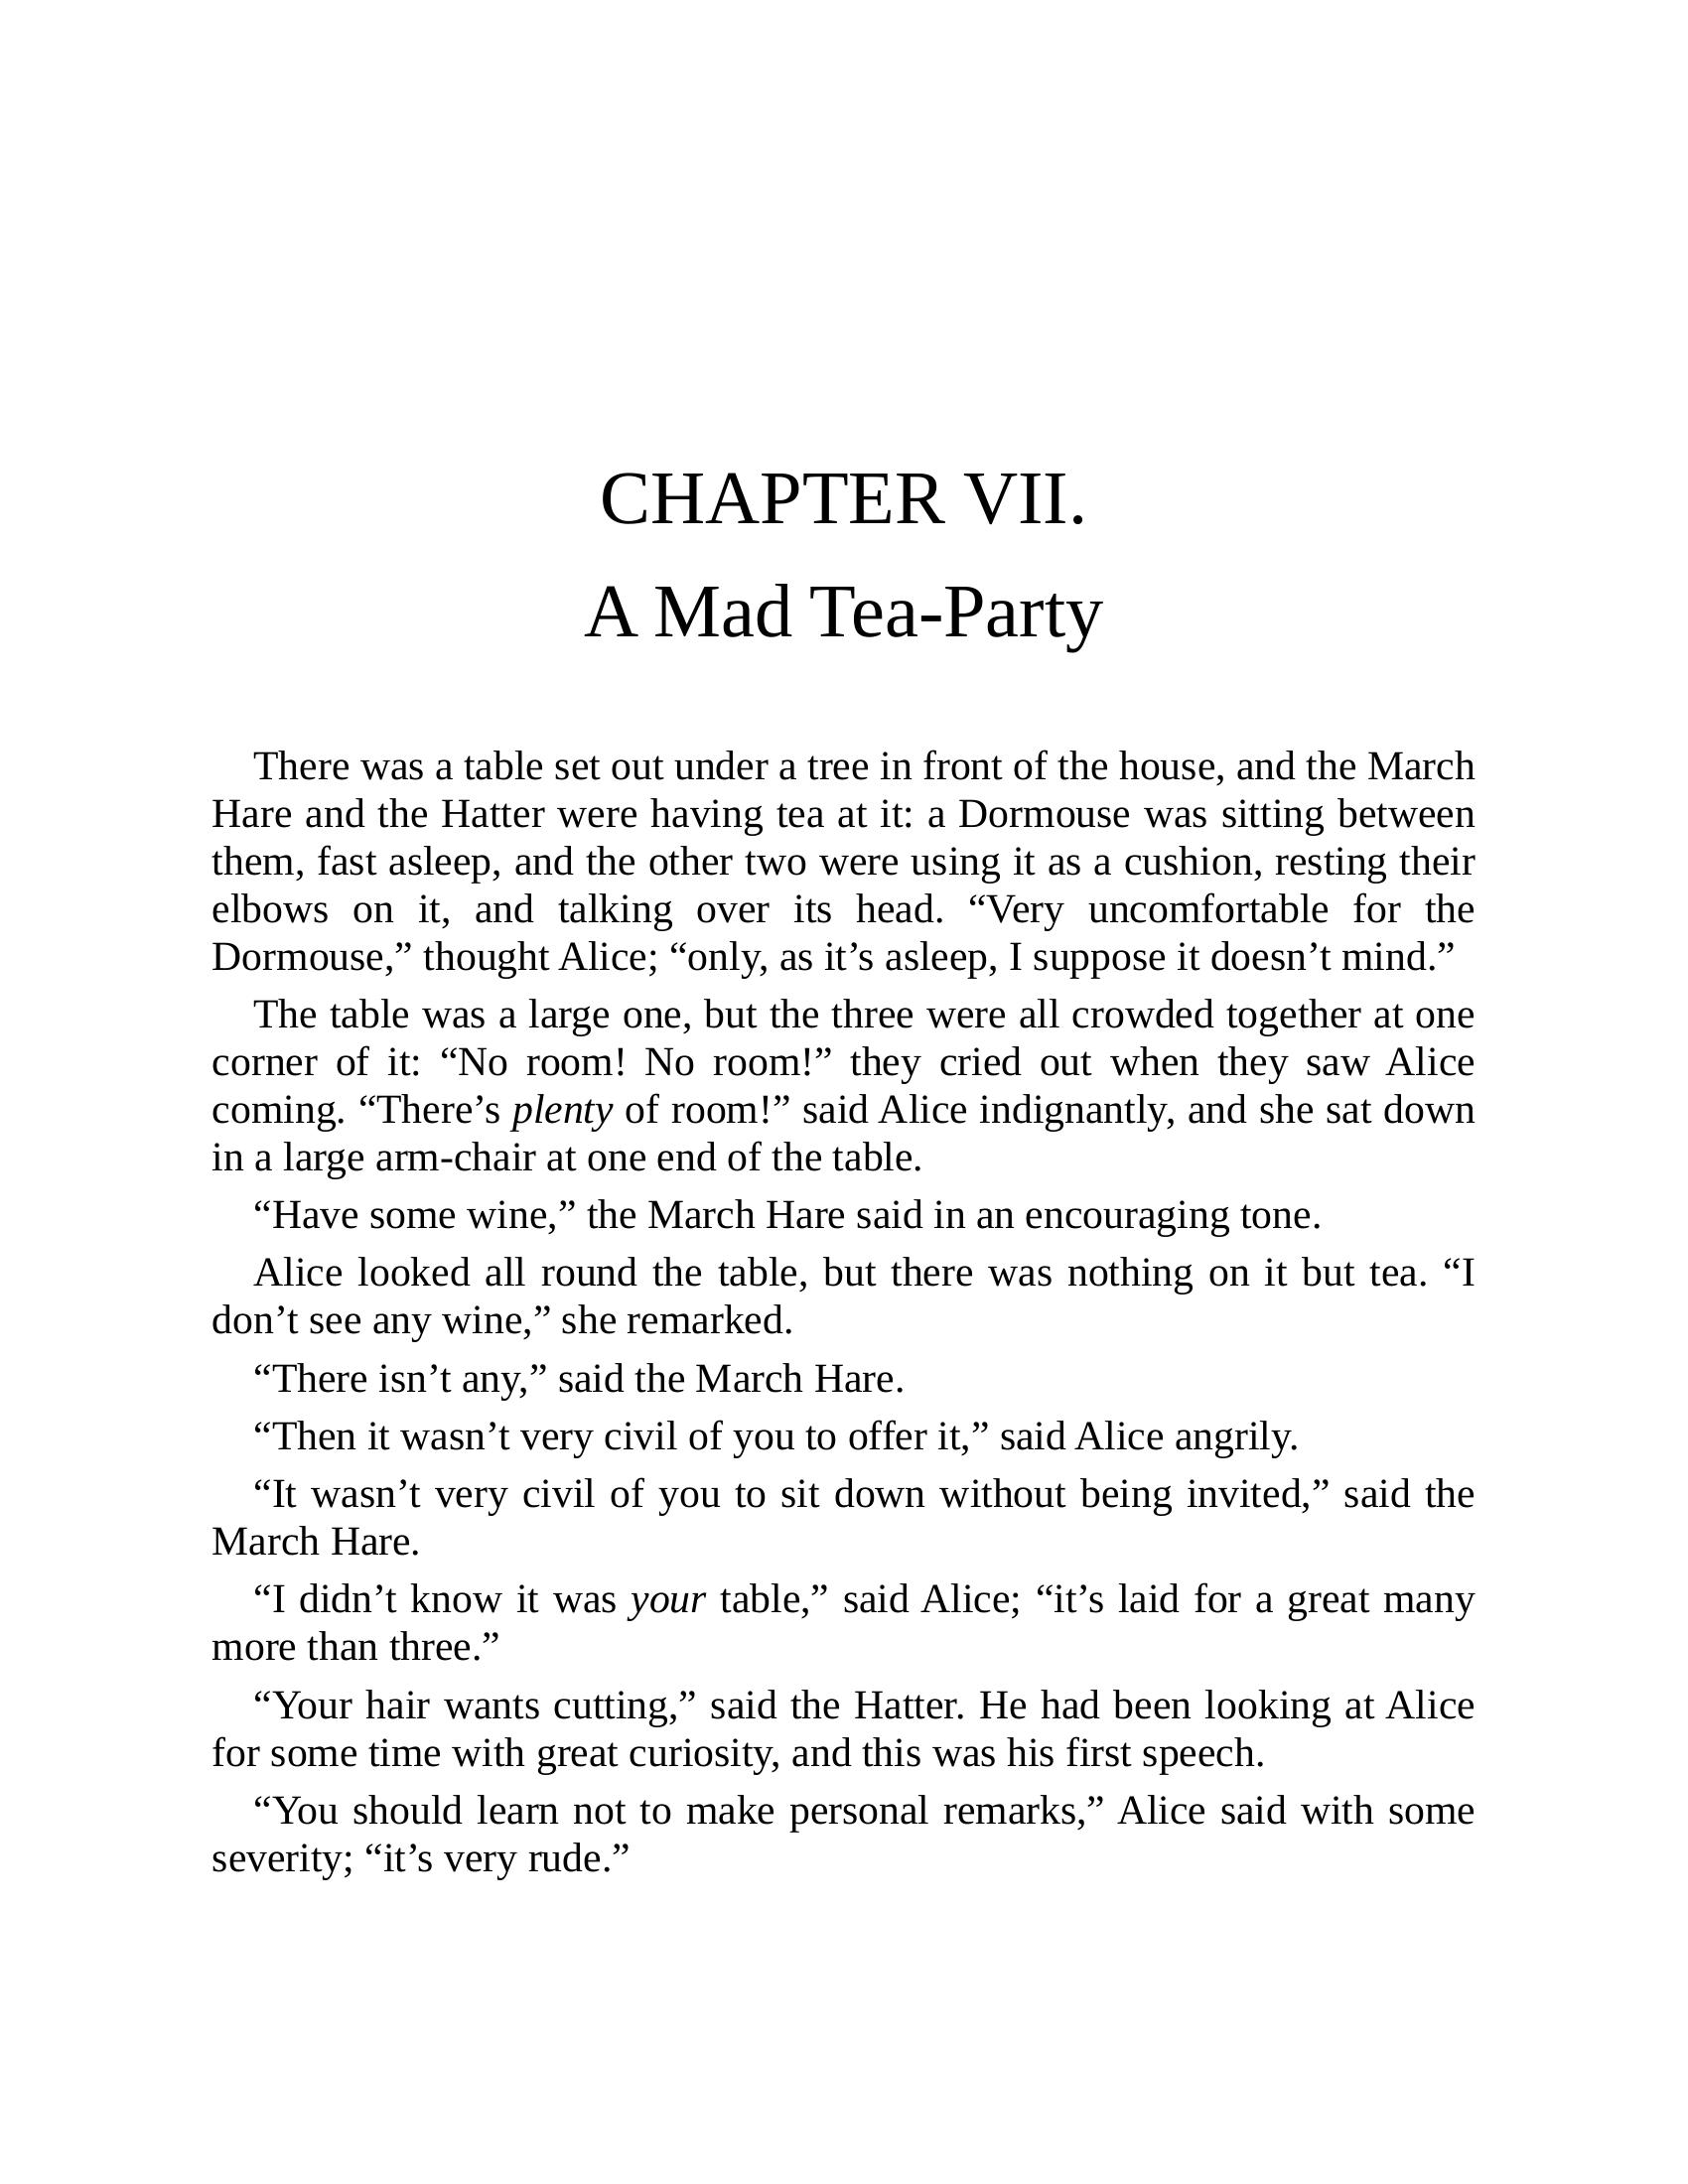 CHAPTER VII.
A Mad Tea-Party
There was a table set out under a tree in front of the house, and the March
Hare and the Hatter were having tea at it: a Dormouse was sitting between
them, fast asleep, and the other two were using it as a cushion, resting their
elbows on it, and talking over its head. “Very uncomfortable for the
Dormouse,” thought Alice; “only, as it’s asleep, I suppose it doesn’t mind.”
The table was a large one, but the three were all crowded together at one
corner of it: “No room! No room!” they cried out when they saw Alice
coming. “There’s plenty of room!” said Alice indignantly, and she sat down
in a large arm-chair at one end of the table.
“Have some wine,” the March Hare said in an encouraging tone.
Alice looked all round the table, but there was nothing on it but tea. “I
don’t see any wine,” she remarked.
“There isn’t any,” said the March Hare.
“Then it wasn’t very civil of you to offer it,” said Alice angrily.
“It wasn’t very civil of you to sit down without being invited,” said the
March Hare.
“I didn’t know it was your table,” said Alice; “it’s laid for a great many
more than three.”
“Your hair wants cutting,” said the Hatter. He had been looking at Alice
for some time with great curiosity, and this was his first speech.
“You should learn not to make personal remarks,” Alice said with some
severity; “it’s very rude.”